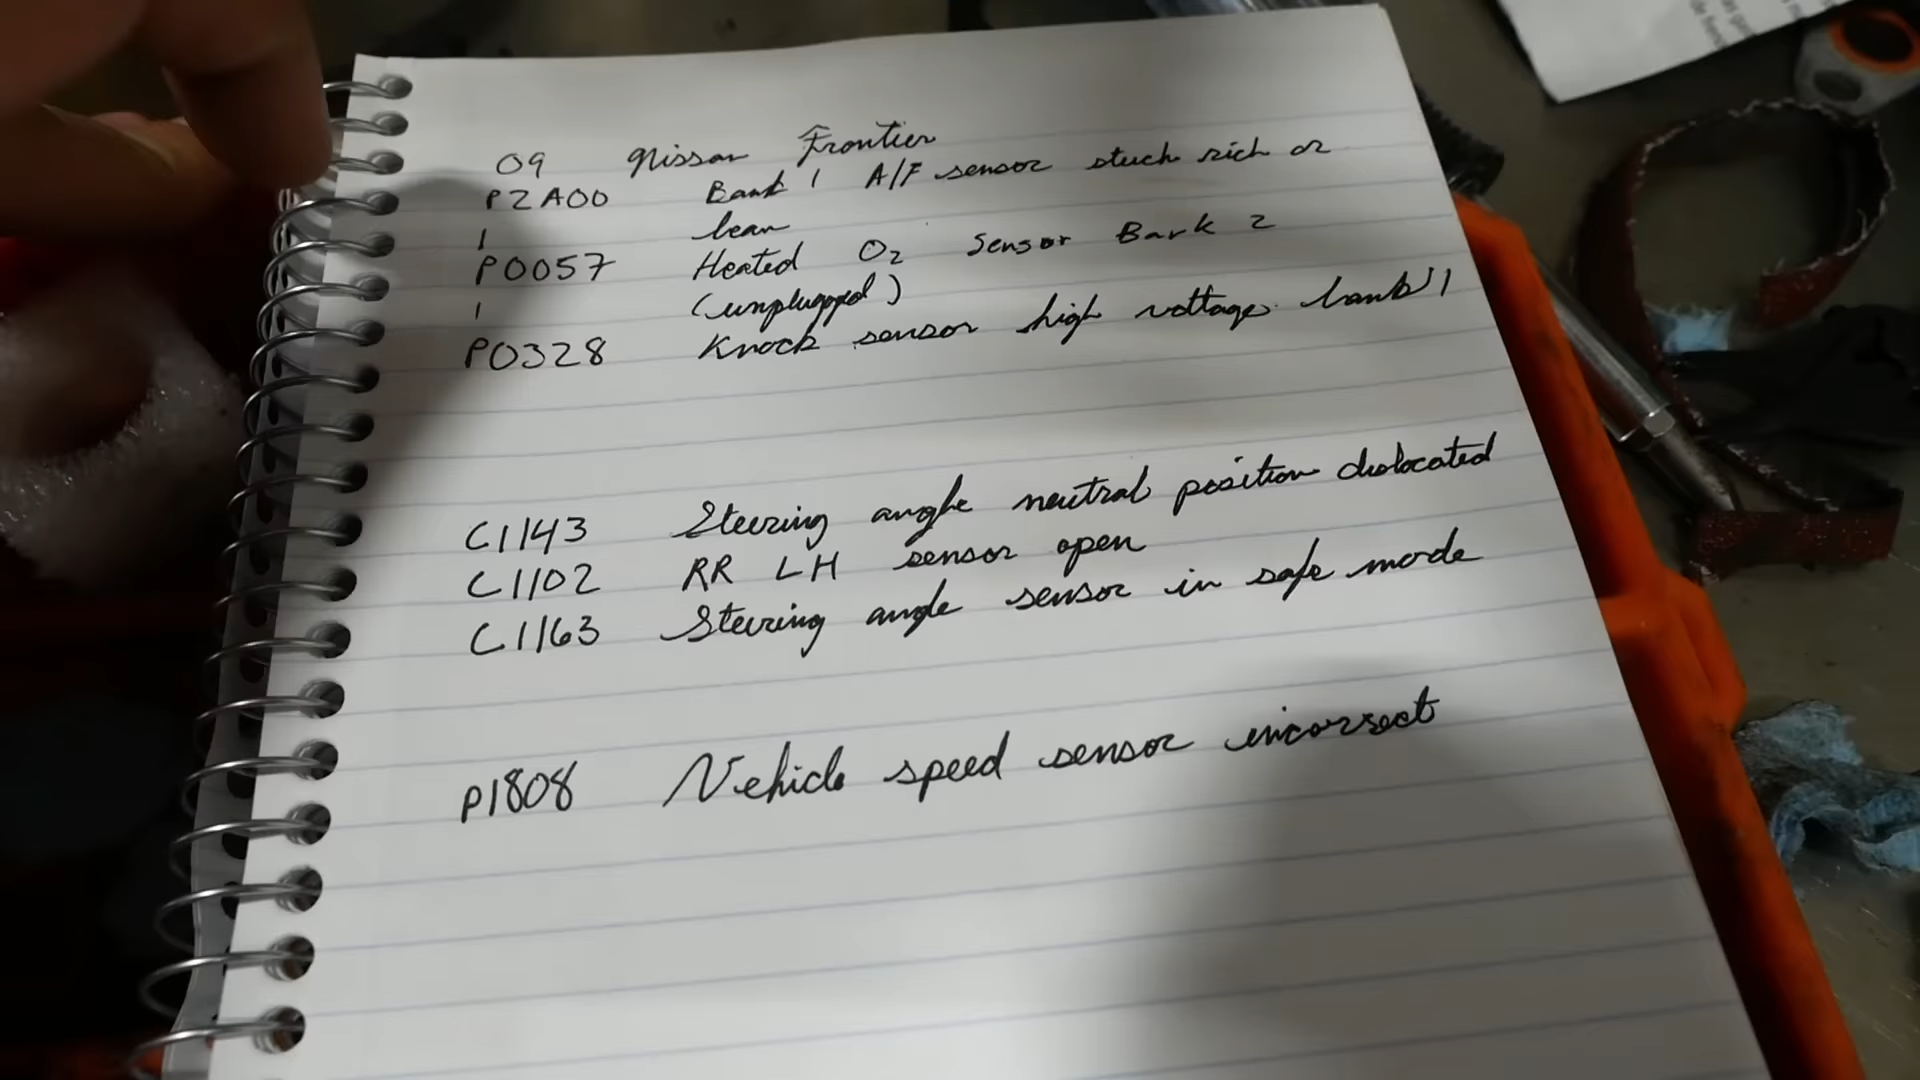 09 Nissan Frontier
P2A00 Bank 1 A/F sensor stuck rich or
1 lean
P0057 Heated O2 Sensor Bank 2
1 (unplugged)
P0328 Knock sensor high voltage bank 1
C1143 Steering angle neutral position dislocated
C1102 RR LH sensor open
C1163 Steering angle sensor in safe mode
P1808 Vehicle speed sensor incorrect